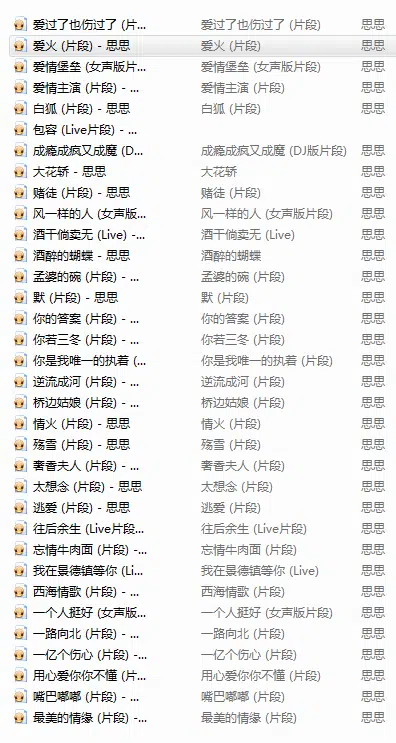 爱过了也伤过了 (片... 爱过了也伤过了 (片段) 思思
爱火 (片段) - 思思 爱火 (片段) 思思
爱情堡垒 (女声版片... 爱情堡垒 (女声版片段) 思思
爱情主演 (片段) - ... 爱情主演 (片段) 思思
白狐 (片段) - 思思 白狐 (片段) 思思
包容 (Live片段) - ...
成瘾成疯又成魔 (D... 成瘾成疯又成魔 (DJ版片段) 思思
大花轿 - 思思 大花轿 思思
赌徒 (片段) - 思思 赌徒 (片段) 思思
风一样的人 (女声版... 风一样的人 (女声版片段) 思思
酒干倘卖无 (Live) -... 酒干倘卖无 (Live) 思思
酒醉的蝴蝶 - 思思 酒醉的蝴蝶 思思
孟婆的碗 (片段) - ... 孟婆的碗 (片段) 思思
默 (片段) - 思思 默 (片段) 思思
你的答案 (片段) - ... 你的答案 (片段) 思思
你若三冬 (片段) - ... 你若三冬 (片段) 思思
你是我唯一的执着 (... 你是我唯一的执着 (片段) 思思
逆流成河 (片段) - ... 逆流成河 (片段) 思思
桥边姑娘 (片段) - ... 桥边姑娘 (片段) 思思
情火 (片段) - 思思 情火 (片段) 思思
殇雪 (片段) - 思思 殇雪 (片段) 思思
奢香夫人 (片段) - ... 奢香夫人 (片段) 思思
太想念 (片段) - 思思 太想念 (片段) 思思
逃爱 (片段) - 思思 逃爱 (片段) 思思
往后余生 (Live片段... 往后余生 (Live片段) 思思
忘情牛肉面 (片段) -... 忘情牛肉面 (片段) 思思
我在景德镇等你 (Li... 我在景德镇等你 (Live) 思思
西海情歌 (片段) - ... 西海情歌 (片段) 思思
一个人挺好 (女声版... 一个人挺好 (女声版片段) 思思
一路向北 (片段) - ... 一路向北 (片段) 思思
一亿个伤心 (片段) -... 一亿个伤心 (片段) 思思
用心爱你你不懂 (片... 用心爱你你不懂 (片段) 思思
嘴巴嘟嘟 (片段) - ... 嘴巴嘟嘟 (片段) 思思
最美的情缘 (片段) -... 最美的情缘 (片段) 思思